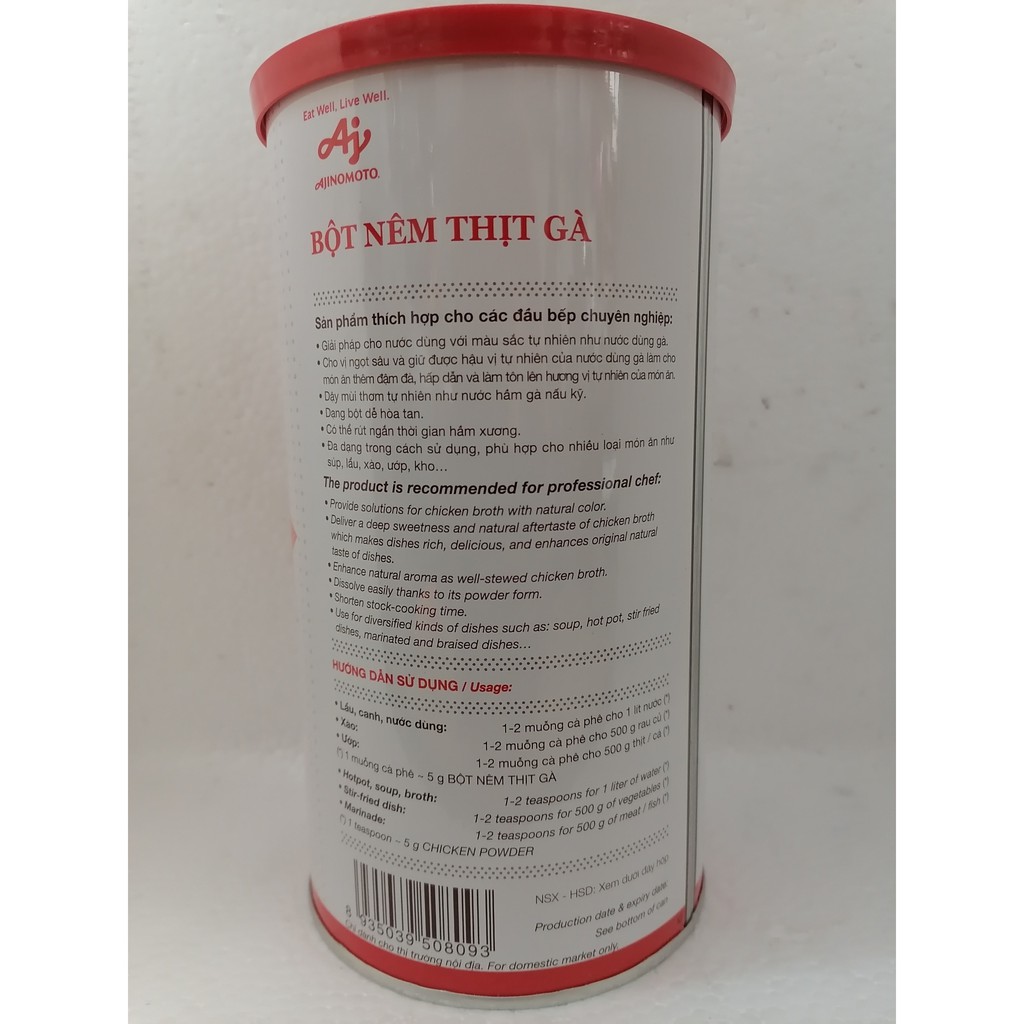 Eat Well, Live Well.
Aj
AJINOMOTO.
BỘT NÊM THỊT GÀ
Sản phẩm thích hợp cho các đầu bếp chuyên nghiệp:
• Giải pháp cho nước dùng với màu sắc tự nhiên như nước dùng gà.
• Cho vị ngọt sâu và giữ được hậu vị tự nhiên của nước dùng gà làm cho
món ăn thêm đậm đà, hấp dẫn và làm tôn lên hương vị tự nhiên của món ăn.
• Dậy mùi thơm tự nhiên như nước hầm gà nấu kỹ.
• Dạng bột dễ hòa tan.
• Có thể rút ngắn thời gian hầm xương.
• Đa dạng trong cách sử dụng, phù hợp cho nhiều loại món ăn như
súp, lẩu, xào, ướp, kho...
The product is recommended for professional chef:
• Provide solutions for chicken broth with natural color.
• Deliver a deep sweetness and natural aftertaste of chicken broth
which makes dishes rich, delicious, and enhances original natural
taste of dishes.
• Enhance natural aroma as well-stewed chicken broth.
• Dissolve easily thanks to its powder form.
• Shorten stock-cooking time.
• Use for diversified kinds of dishes such as: soup, hot pot, stir fried
dishes, marinated and braised dishes...
HƯỚNG DẪN SỬ DỤNG / Usage:
• Lẩu, canh, nước dùng: 1-2 muỗng cà phê cho 1 lít nước (*)
• Xào: 1-2 muỗng cà phê cho 500 g rau củ (*)
• Ướp: 1-2 muỗng cà phê cho 500 g thịt / cá (*)
(*) 1 muỗng cà phê ~ 5 g BỘT NÊM THỊT GÀ
• Hotpot, soup, broth: 1-2 teaspoons for 1 liter of water (*)
• Stir-fried dish: 1-2 teaspoons for 500 g of vegetables (*)
• Marinade: 1-2 teaspoons for 500 g of meat / fish (*)
(*) 1 teaspoon ~ 5 g CHICKEN POWDER
NSX - HSD: Xem dưới đáy hộp
Production date & expiry date:
See bottom of can
8 935039 508093
Chỉ dành cho thị trường nội địa. For domestic market only.